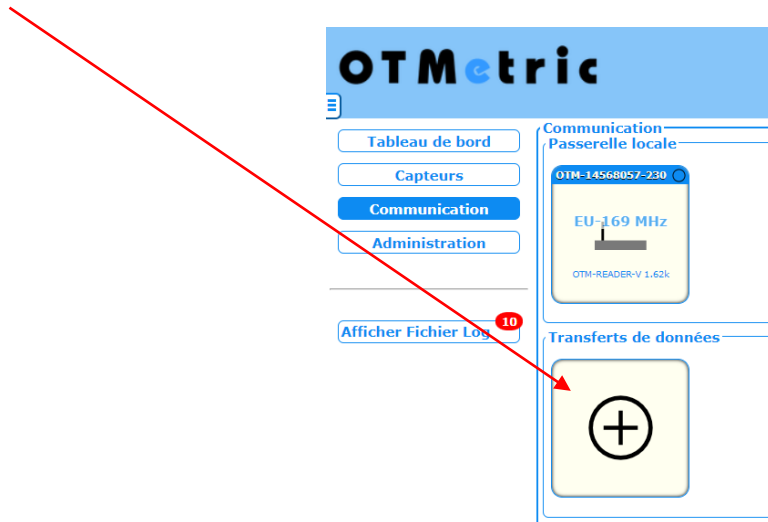 OTMetric
Tableau de bord
Capteurs
Communication
Administration
Afficher Fichier Log
10
Communication
Passerelle locale
OTM-14568057-230
EU-169 MHz
OTM-READER-V 1.62k
Transferts de données